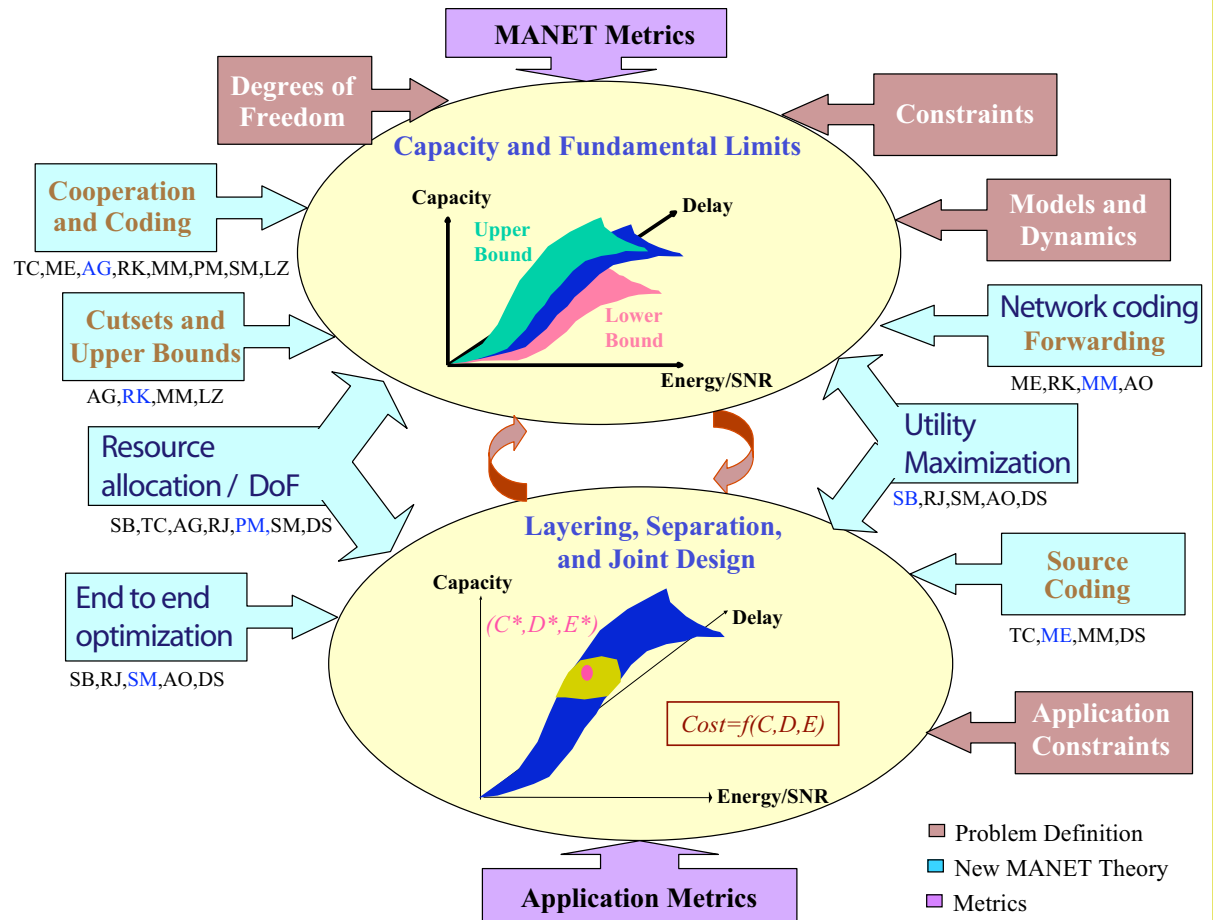 MANET Metrics
Degrees of
Freedom
Constraints
Capacity and Fundamental Limits
Cooperation
and Coding
TC,ME,AG,RK,MM,PM,SM,LZ
Capacity
Delay
Upper
Bound
Lower
Bound
Energy/SNR
Models and
Dynamics
Cutsets and
Upper Bounds
AG,RK,MM,LZ
Network coding
Forwarding
ME,RK,MM,AO
Resource
allocation / DoF
SB,TC,AG,RJ,PM,SM,DS
Utility
Maximization
SB,RJ,SM,AO,DS
Layering, Separation,
and Joint Design
Capacity
(C*,D*,E*)
Delay
Cost=f(C,D,E)
Energy/SNR
End to end
optimization
SB,RJ,SM,AO,DS
Source
Coding
TC,ME,MM,DS
Application
Constraints
Application Metrics
Problem Definition
New MANET Theory
Metrics